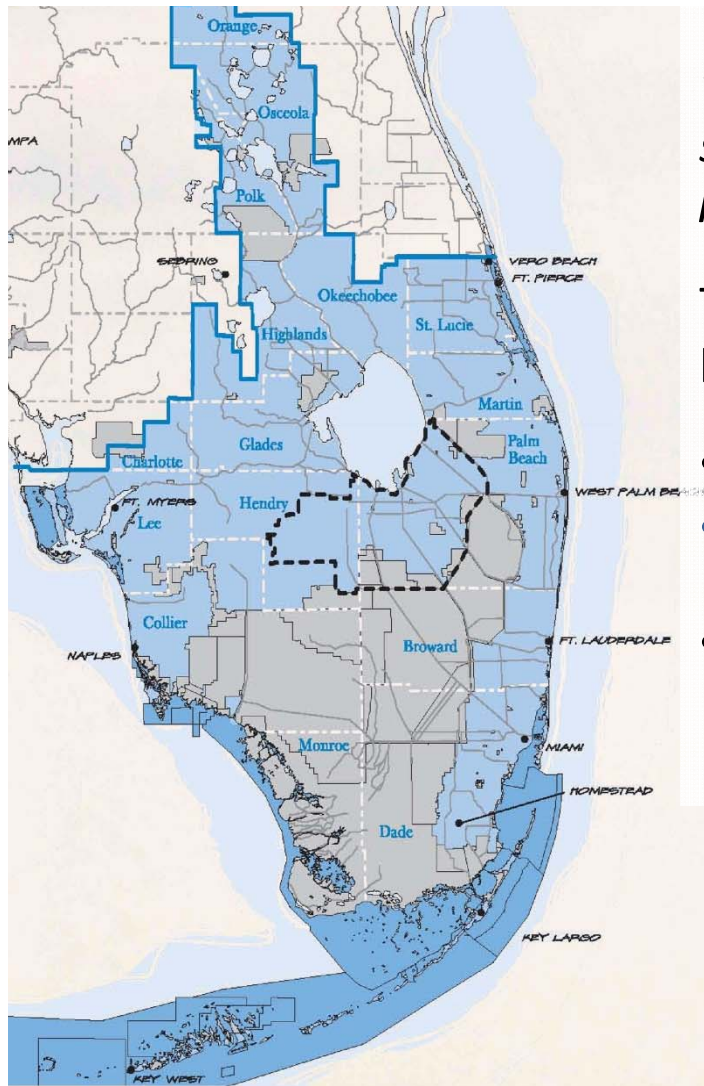 Orange
Osceola
MPA
Polk
SEBRING
VERO BEACH
FT. PIERCE
Okeechobee
Highlands
St. Lucie
Martin
Glades
Palm
Beach
Charlotte
WEST PALM BEACH
Hendry
FT. MYERS
Lee
Collier
Broward
FT. LAUDERDALE
NAPLES
Monroe
MIAMI
HOMESTEAD
Dade
KEY LARGO
KEY WEST